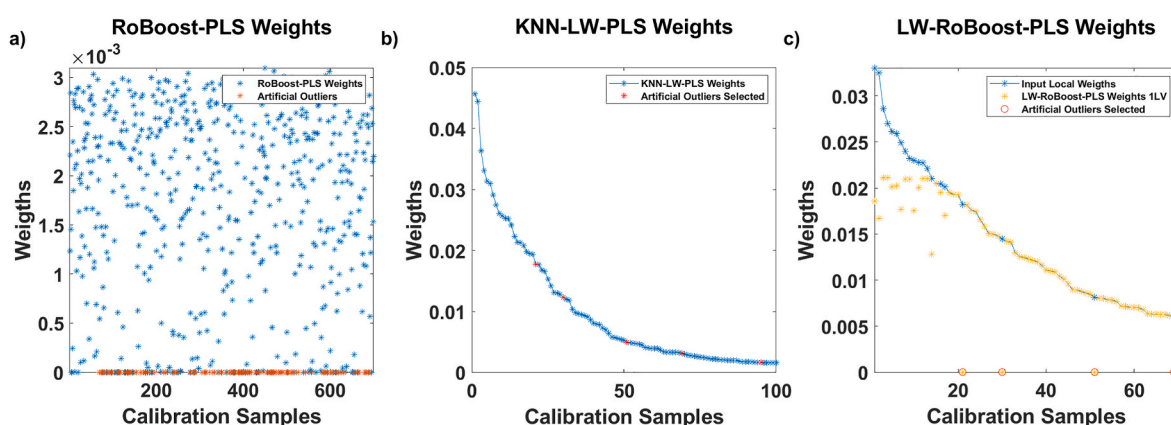 a)
RoBoost-PLS Weights
×10⁻³
3
2.5
2
1.5
1
0.5
0
200
400
600
Weigths
Calibration Samples
RoBoost-PLS Weights
Artificial Outliers
b)
KNN-LW-PLS Weights
0.05
0.04
0.03
0.02
0.01
0
0
50
100
Weigths
Calibration Samples
KNN-LW-PLS Weights
Artificial Outliers Selected
c)
LW-RoBoost-PLS Weights
0.03
0.025
0.02
0.015
0.01
0.005
0
20
40
60
Weigths
Calibration Samples
Input Local Weigths
LW-RoBoost-PLS Weights 1LV
Artificial Outliers Selected